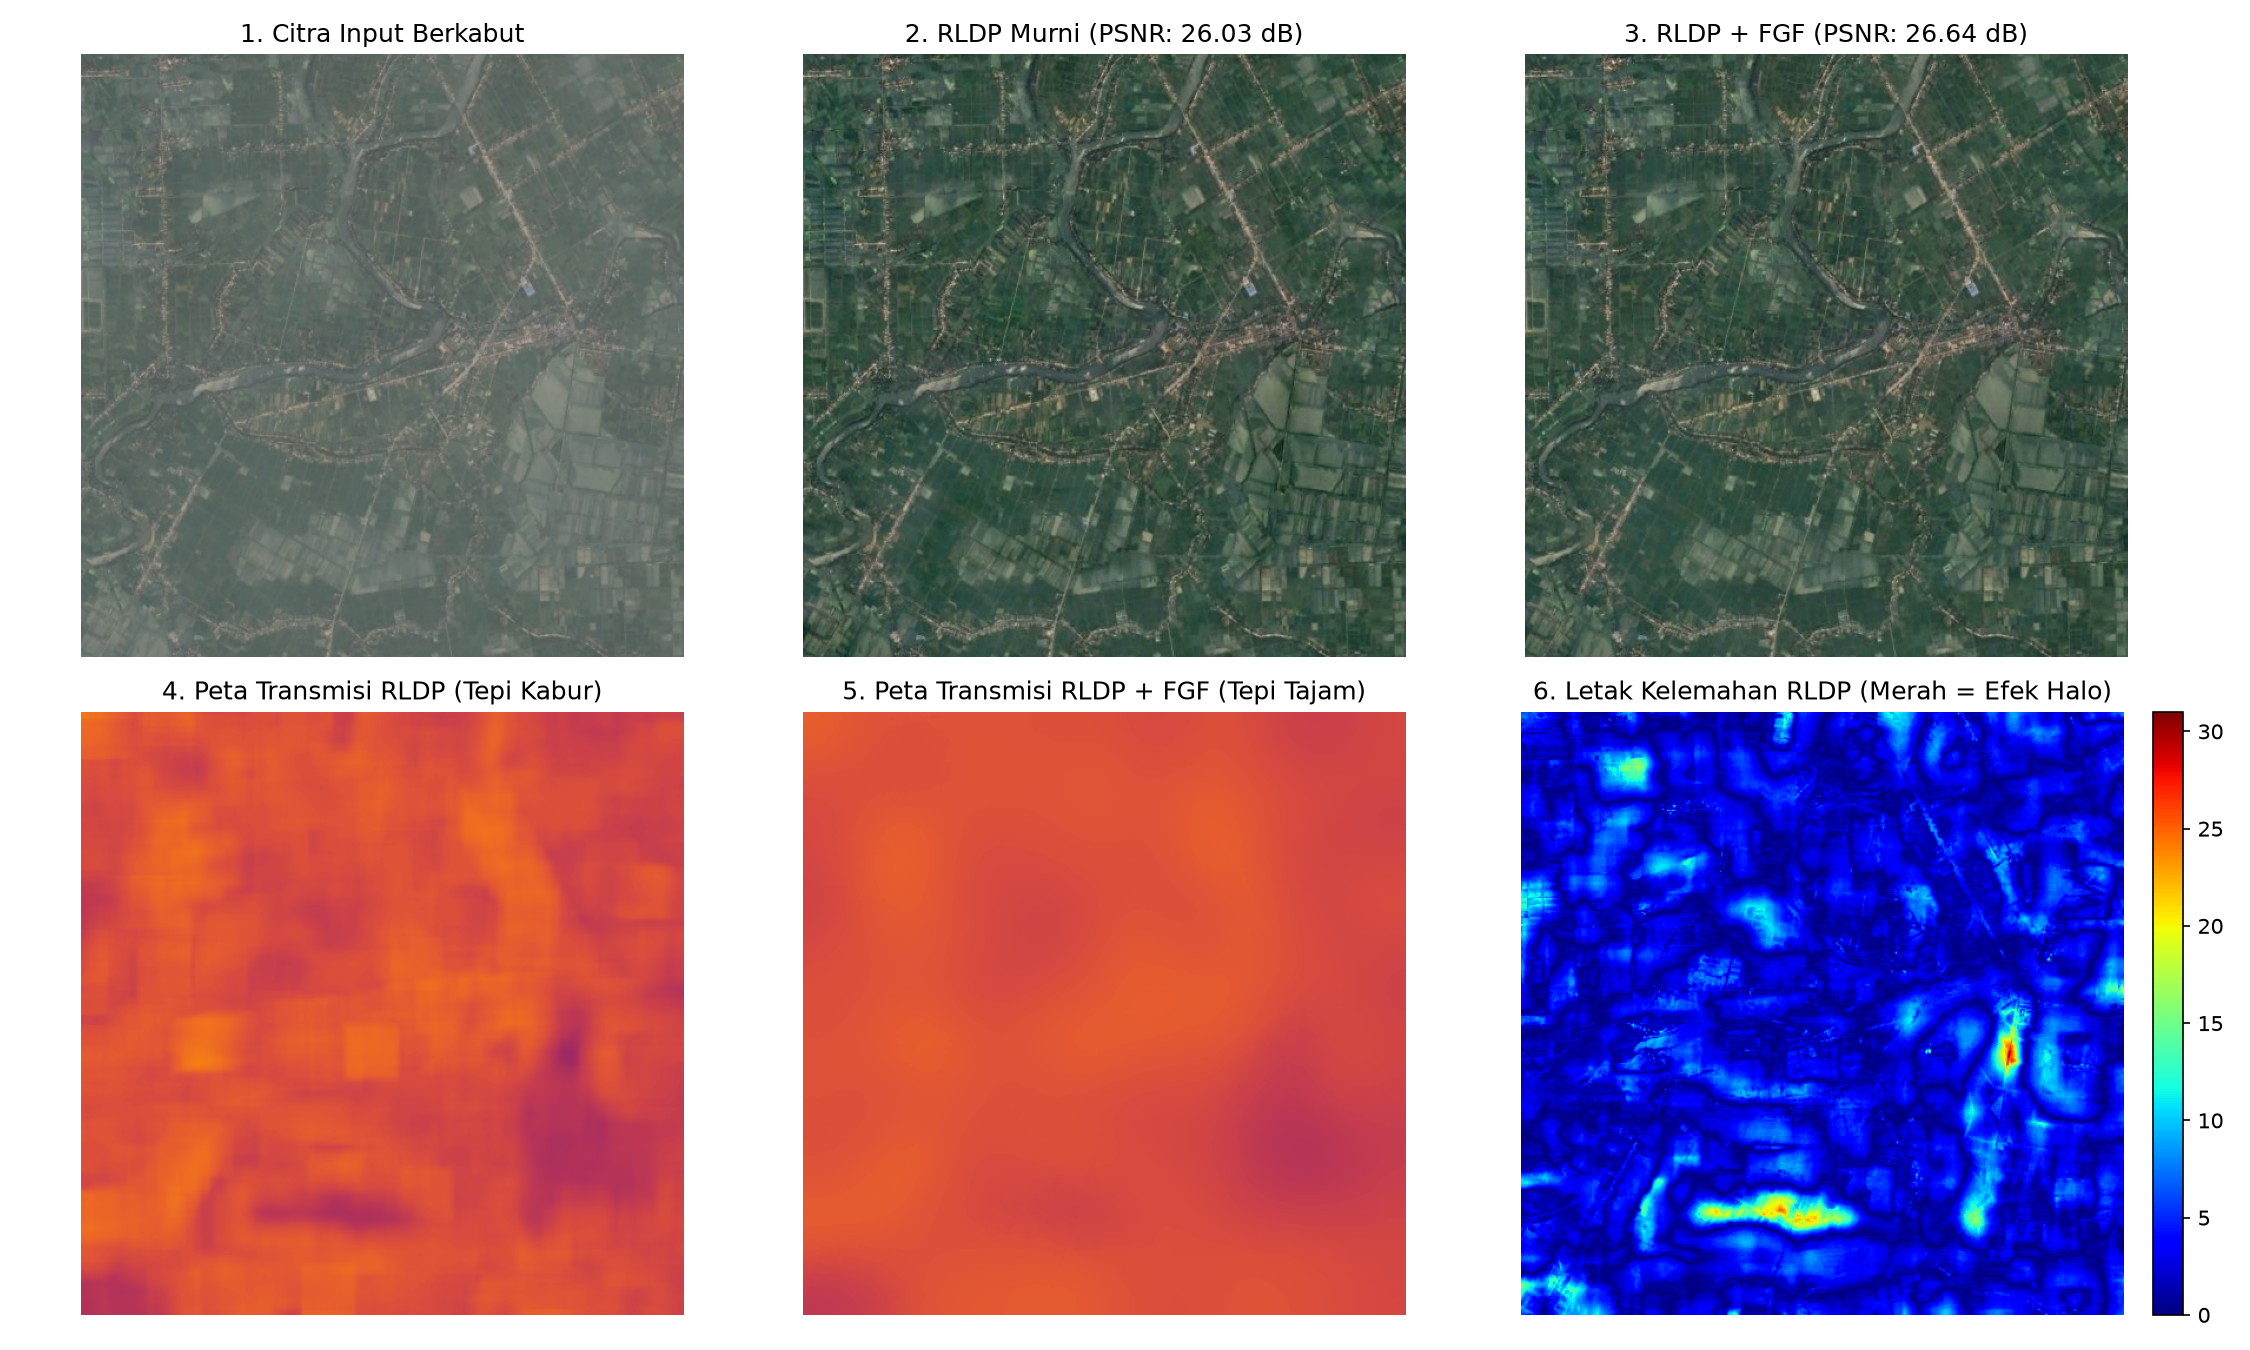 1. Citra Input Berkabut
2. RLDP Murni (PSNR: 26.03 dB)
3. RLDP + FGF (PSNR: 26.64 dB)
4. Peta Transmisi RLDP (Tepi Kabur)
5. Peta Transmisi RLDP + FGF (Tepi Tajam)
6. Letak Kelemahan RLDP (Merah = Efek Halo)
30
25
20
15
10
5
0